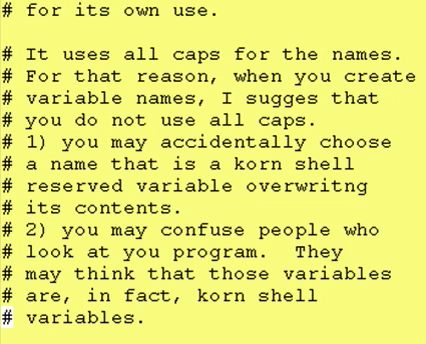 # for its own use.

# It uses all caps for the names.
# For that reason, when you create
# variable names, I sugges that
# you do not use all caps.
# 1) you may accidentally choose
# a name that is a korn shell
# reserved variable overwritng
# its contents.
# 2) you may confuse people who
# look at you program.  They
# may think that those variables
# are, in fact, korn shell
# variables.